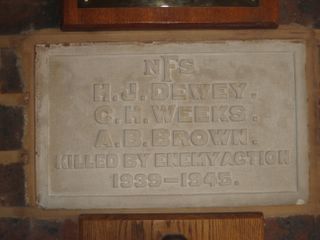 NFS
H.J. DEWEY.
C.H. WEEKS.
A.B. BROWN.
KILLED BY ENEMY ACTION
1939-1945.